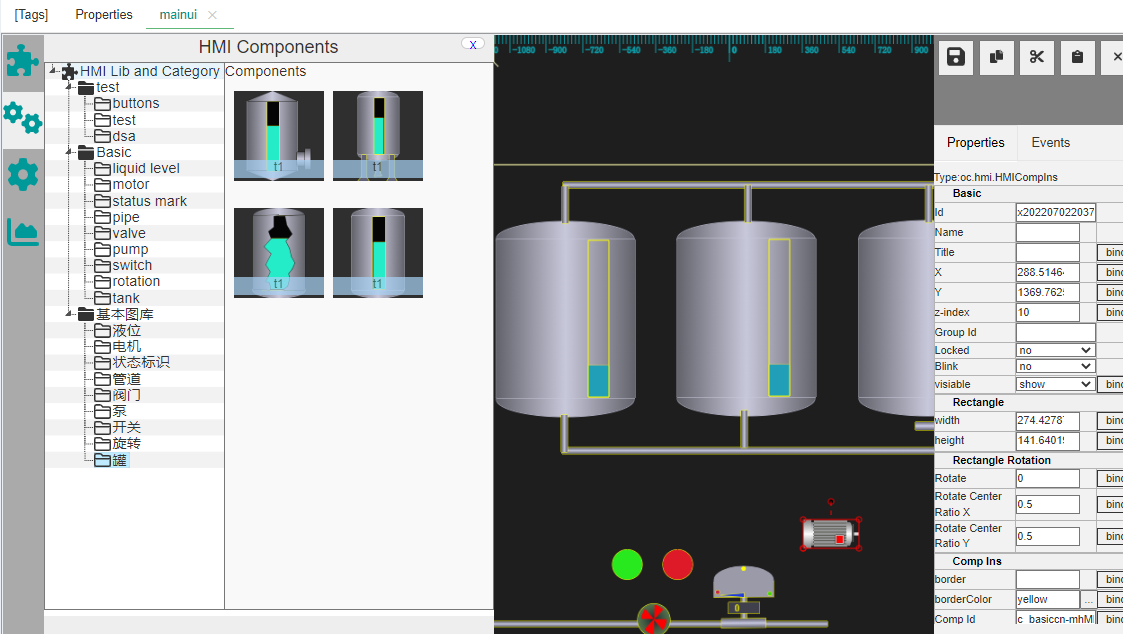 [Tags] Properties mainui
HMI Components
X
HMI Lib and Category
test
buttons
test
dsa
Basic
liquid level
motor
status mark
pipe
valve
pump
switch
rotation
tank
基本图库
液位
电机
状态标识
管道
阀门
泵
开关
旋转
罐
Components
t1 t1
t1 t1
-1080 -900 -720 -540 -360 -180 0 180 360 540 720 900
0
Properties Events
Type:oc.hmi.HMICompIns
Basic
Id x202207022037
Name
Title bind
X 288.5146 bind
Y 1369.762 bind
z-index 10 bind
Group Id
Locked no
Blink no
visiable show bind
Rectangle
width 274.4278 bind
height 141.6401 bind
Rectangle Rotation
Rotate 0 bind
Rotate Center
Ratio X 0.5 bind
Rotate Center
Ratio Y 0.5 bind
Comp Ins
border bind
borderColor yellow ... bind
Comp Id c_basiccn-mhM bind